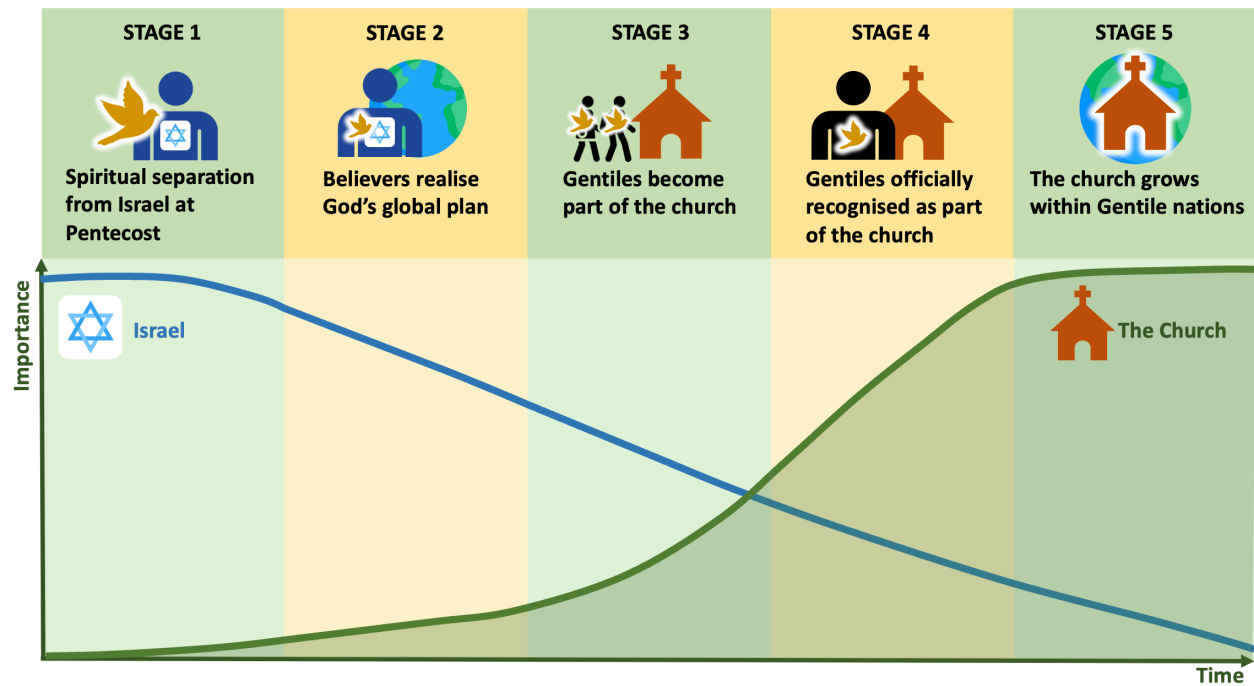 STAGE 1
Spiritual separation
from Israel at
Pentecost
STAGE 2
Believers realise
God's global plan
STAGE 3
Gentiles become
part of the church
STAGE 4
Gentiles officially
recognised as part
of the church
STAGE 5
The church grows
within Gentile nations
Importance
Israel
The Church
Time